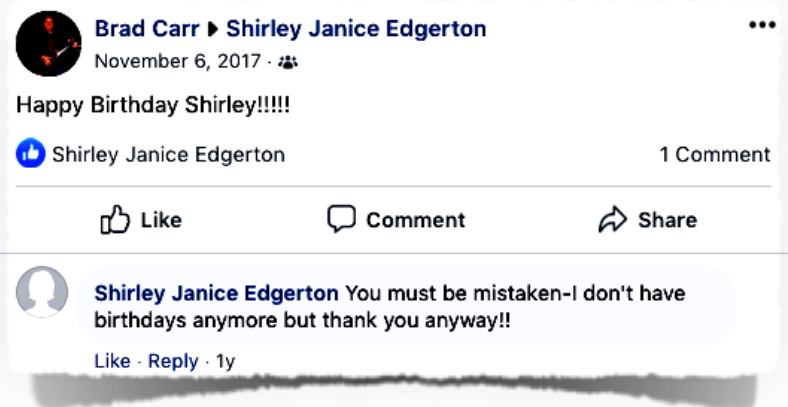 Brad Carr Shirley Janice Edgerton
November 6, 2017 ·
Happy Birthday Shirley!!!!!
Shirley Janice Edgerton 1 Comment
Like Comment Share
Shirley Janice Edgerton You must be mistaken-I don't have
birthdays anymore but thank you anyway!!
Like · Reply · 1y